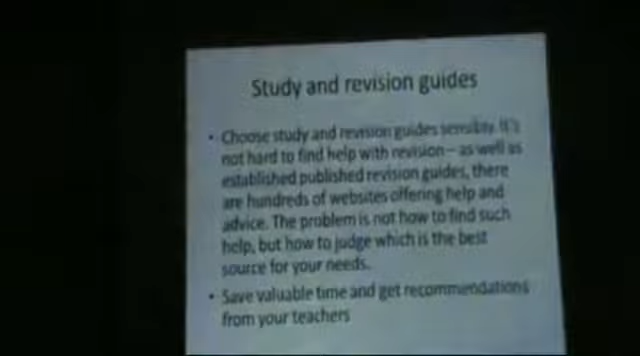 Study and revision guides
• Choose study and revision guides sensibly. It's
not hard to find help with revision – as well as
established published revision guides, there
are hundreds of websites offering help and
advice. The problem is not how to find such
help, but how to judge which is the best
source for your needs.
• Save valuable time and get recommendations
from your teachers